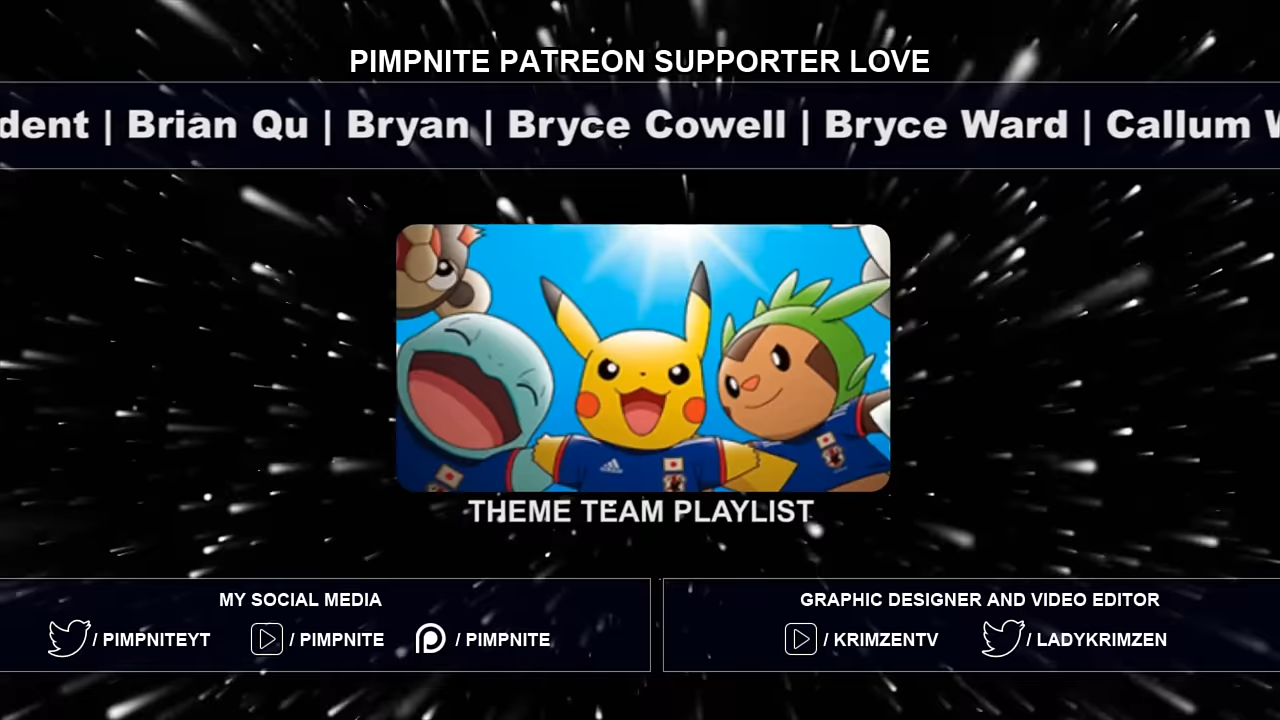 PIMPNITE PATREON SUPPORTER LOVE
dent | Brian Qu | Bryan | Bryce Cowell | Bryce Ward | Callum
THEME TEAM PLAYLIST
MY SOCIAL MEDIA
/ PIMPNITEYT / PIMPNITE / PIMPNITE
GRAPHIC DESIGNER AND VIDEO EDITOR
/ KRIMZENTV / LADYKRIMZEN